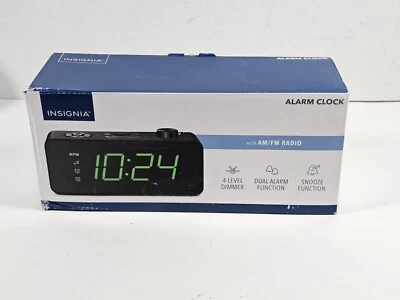 INSIGNIA
ALARM CLOCK
INSIGNIA
ALARM CLOCK
with AM/FM RADIO
10:24
4-LEVEL
DIMMER
DUAL ALARM
FUNCTION
SNOOZE
FUNCTION